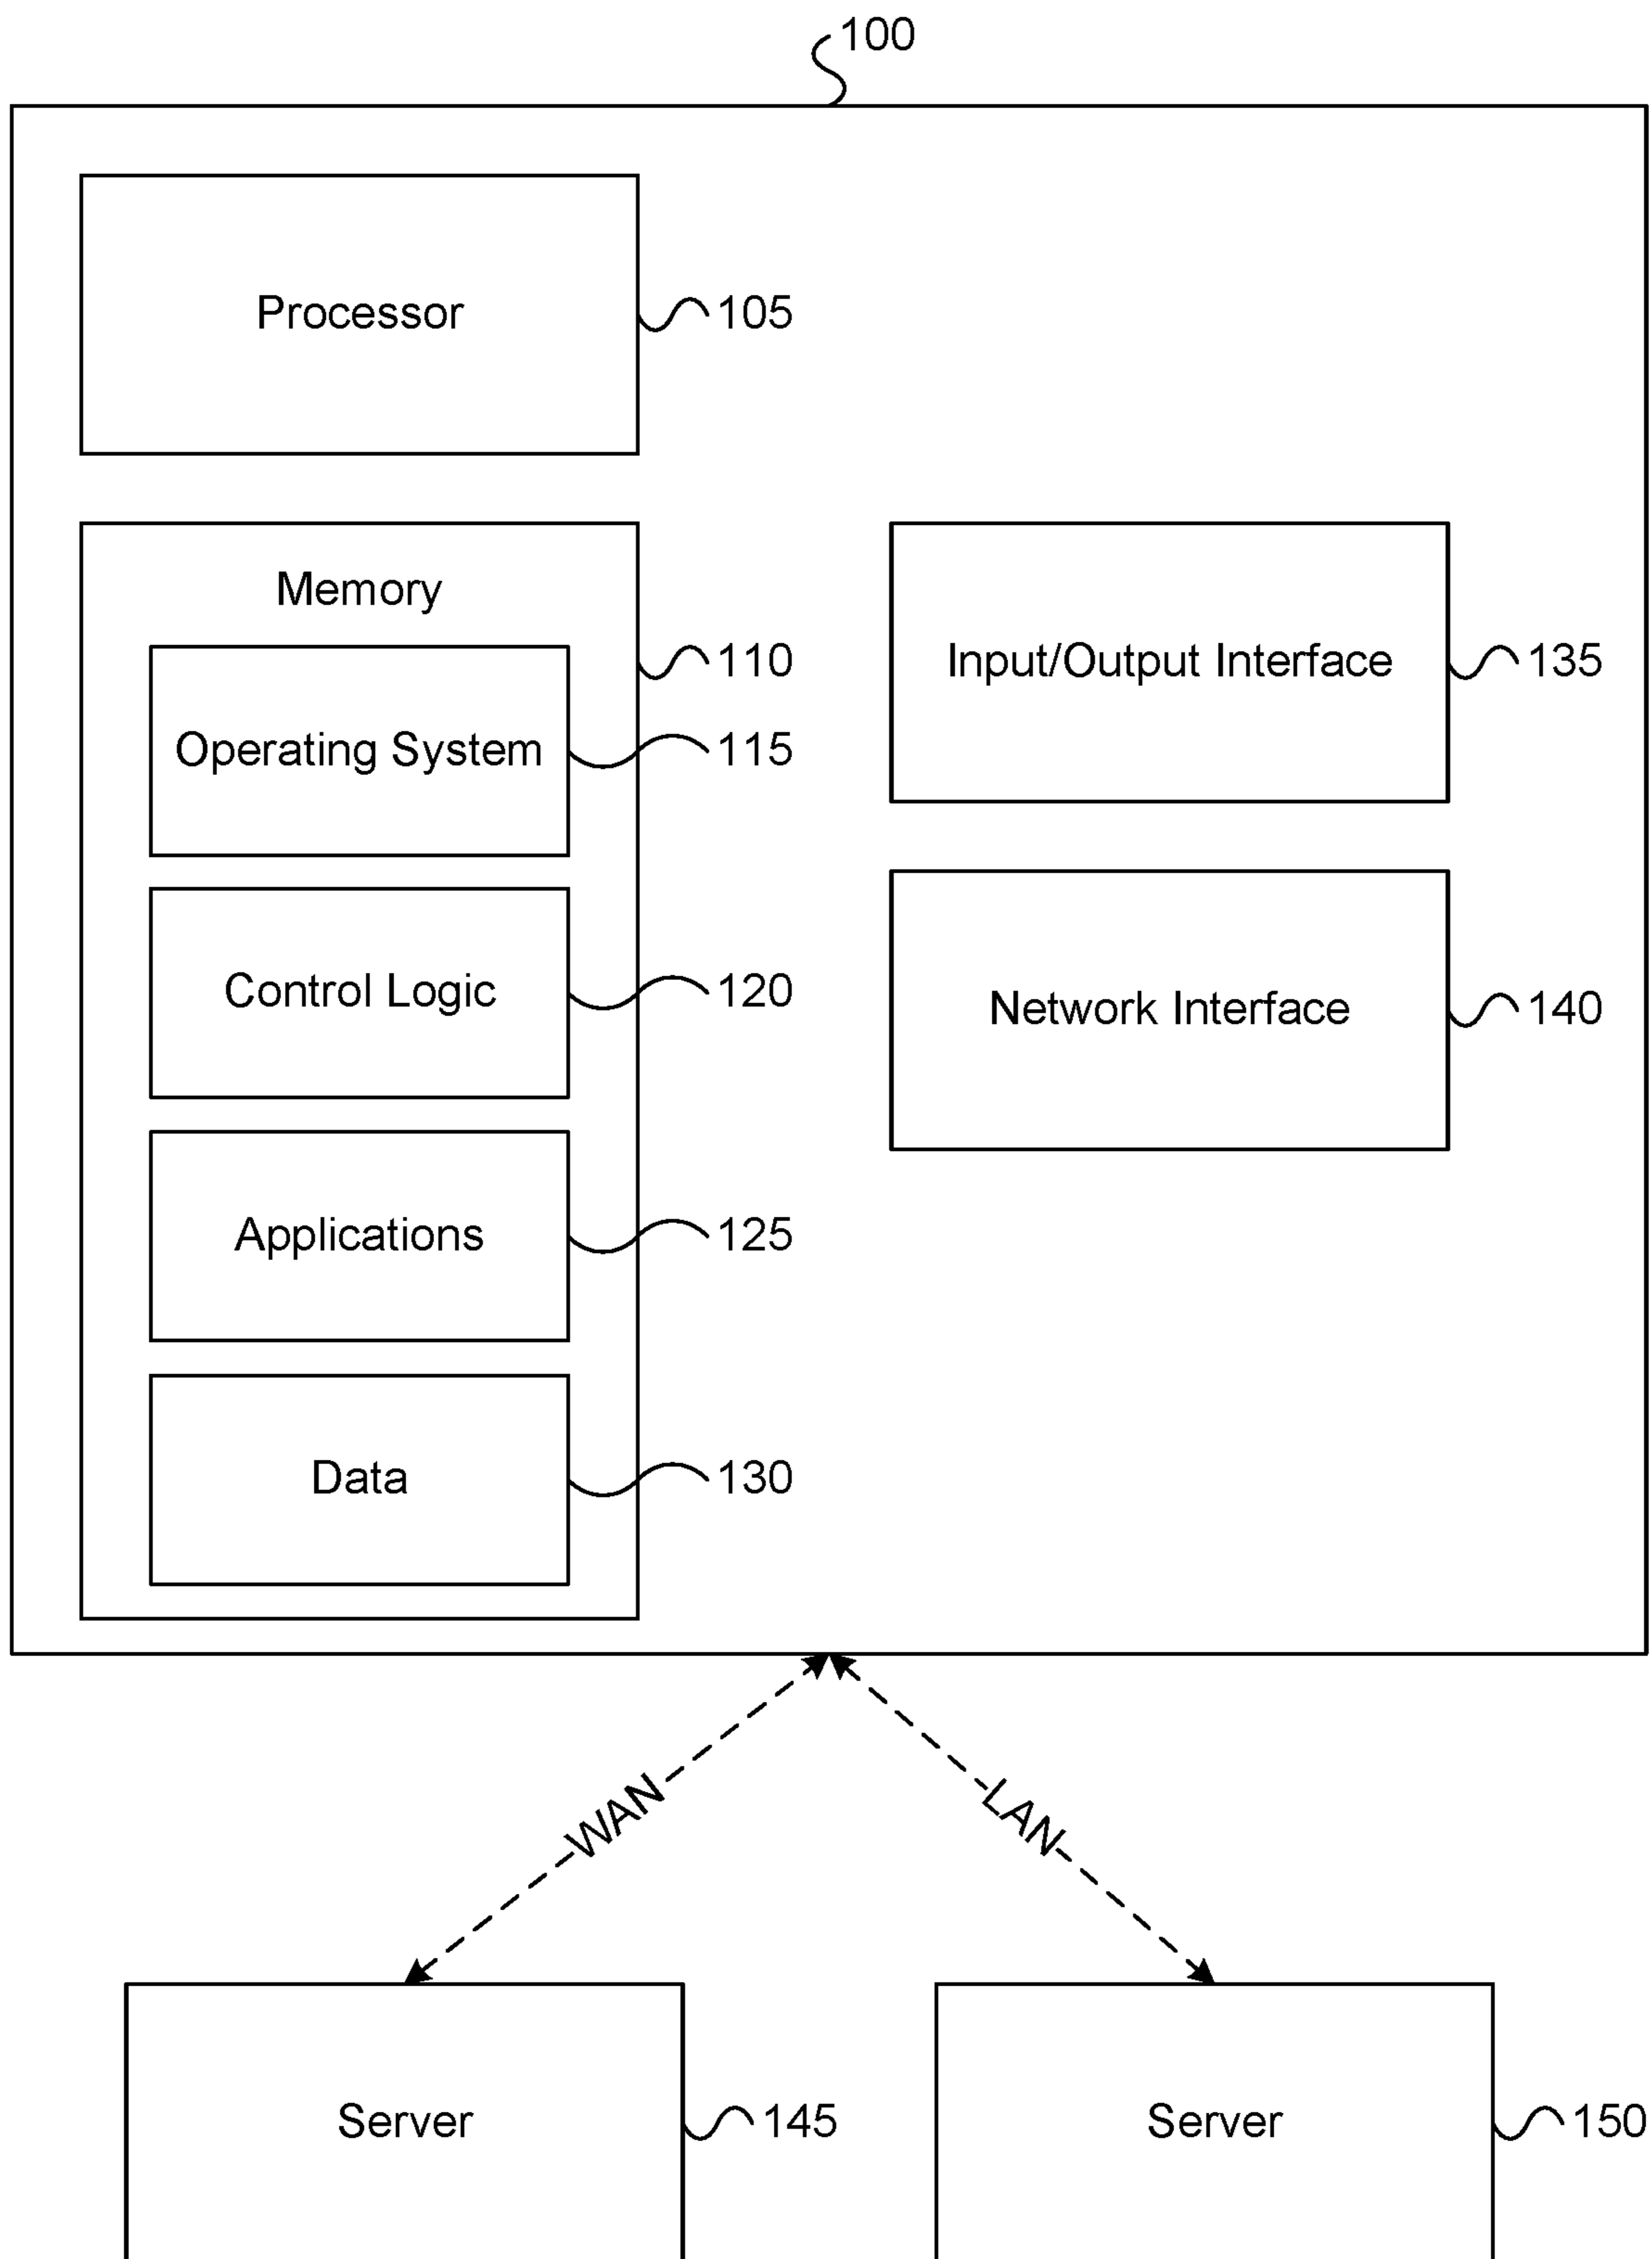 100
Processor
105
Memory
110
Operating System
115
Input/Output Interface
135
Control Logic
120
Network Interface
140
Applications
125
Data
130
WAN
LAN
Server
145
Server
150